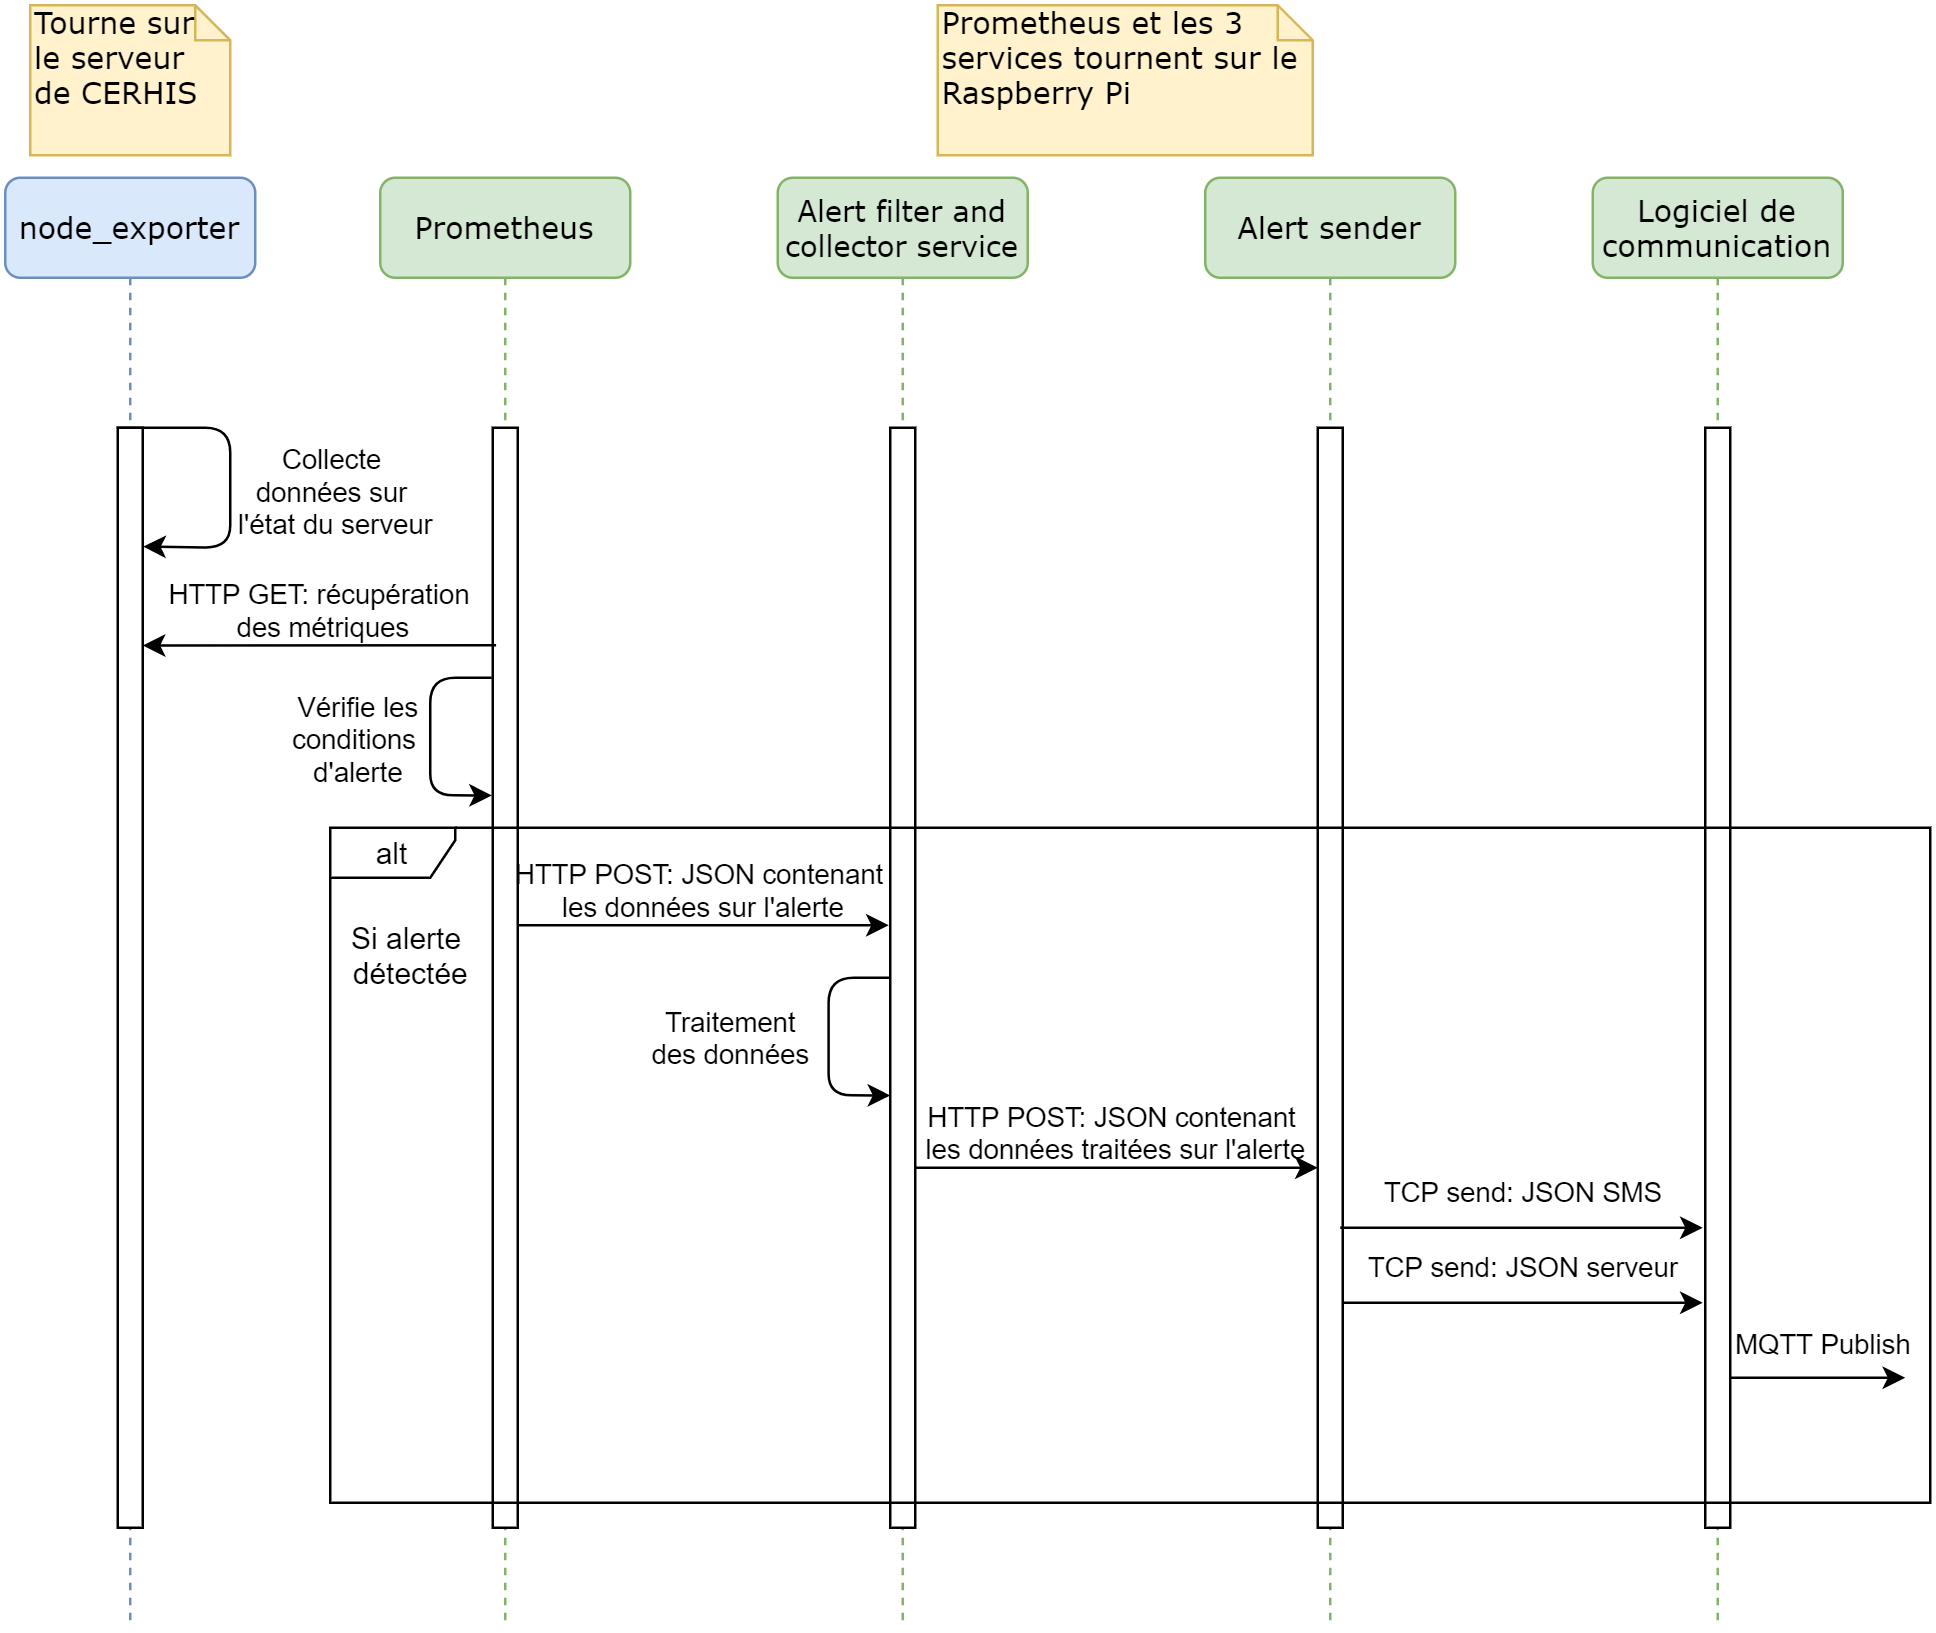 Tourne sur
le serveur
de CERHIS
Prometheus et les 3
services tournent sur le
Raspberry Pi
node_exporter
Prometheus
Alert filter and
collector service
Alert sender
Logiciel de
communication
Collecte
données sur
l'état du serveur
HTTP GET: récupération
des métriques
Vérifie les
conditions
d'alerte
alt
HTTP POST: JSON contenant
les données sur l'alerte
Si alerte
détectée
Traitement
des données
HTTP POST: JSON contenant
les données traitées sur l'alerte
TCP send: JSON SMS
TCP send: JSON serveur
MQTT Publish